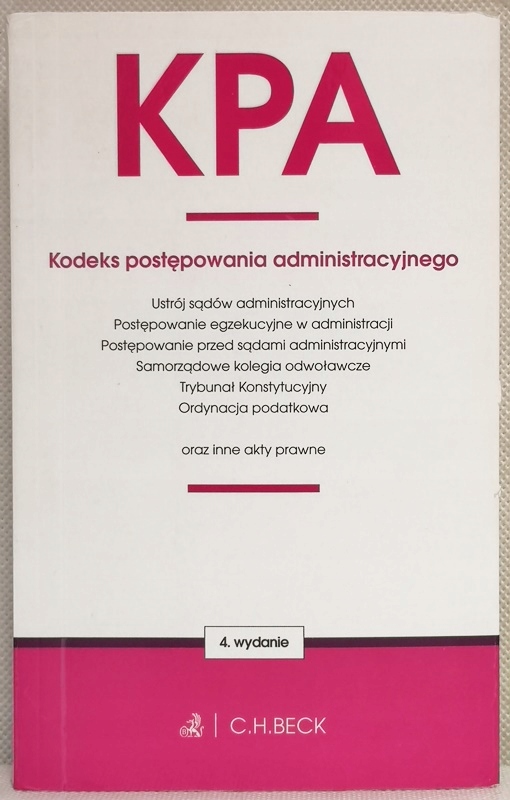 KPA
Kodeks postępowania administracyjnego
Ustrój sądów administracyjnych
Postępowanie egzekucyjne w administracji
Postępowanie przed sądami administracyjnymi
Samorządowe kolegia odwoławcze
Trybunał Konstytucyjny
Ordynacja podatkowa
oraz inne akty prawne
4. wydanie
C.H.BECK